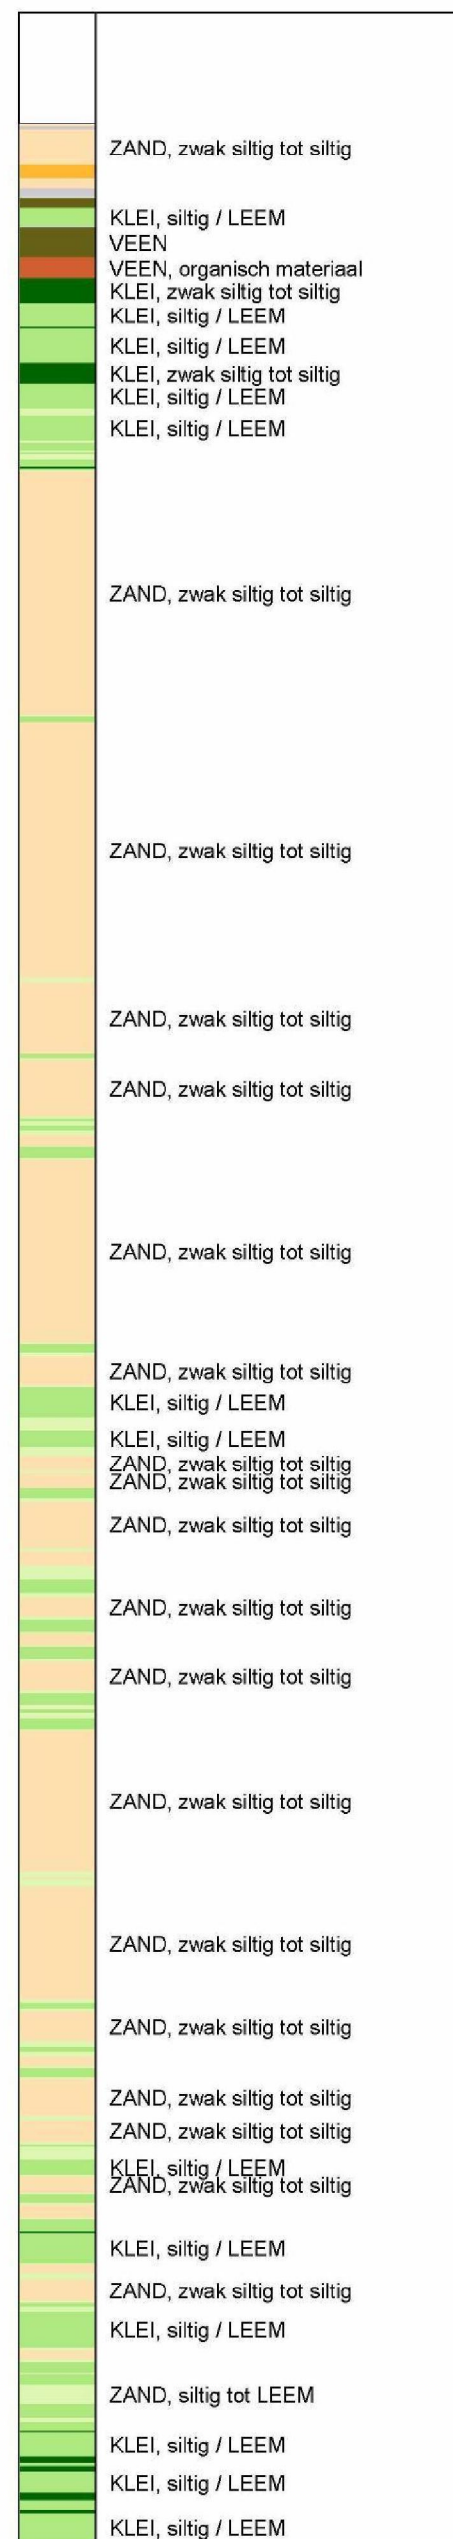 ZAND, zwak siltig tot siltig
KLEI, siltig / LEEM
VEEN
VEEN, organisch materiaal
KLEI, zwak siltig tot siltig
KLEI, siltig / LEEM
KLEI, siltig / LEEM
KLEI, zwak siltig tot siltig
KLEI, siltig / LEEM
KLEI, siltig / LEEM
ZAND, zwak siltig tot siltig
ZAND, zwak siltig tot siltig
ZAND, zwak siltig tot siltig
ZAND, zwak siltig tot siltig
ZAND, zwak siltig tot siltig
ZAND, zwak siltig tot siltig
KLEI, siltig / LEEM
KLEI, siltig / LEEM
ZAND, zwak siltig tot siltig
ZAND, zwak siltig tot siltig
ZAND, zwak siltig tot siltig
ZAND, zwak siltig tot siltig
ZAND, zwak siltig tot siltig
ZAND, zwak siltig tot siltig
ZAND, zwak siltig tot siltig
ZAND, zwak siltig tot siltig
ZAND, zwak siltig tot siltig
ZAND, zwak siltig tot siltig
KLEI, siltig / LEEM
ZAND, zwak siltig tot siltig
KLEI, siltig / LEEM
ZAND, zwak siltig tot siltig
KLEI, siltig / LEEM
ZAND, siltig tot LEEM
KLEI, siltig / LEEM
KLEI, siltig / LEEM
KLEI, siltig / LEEM